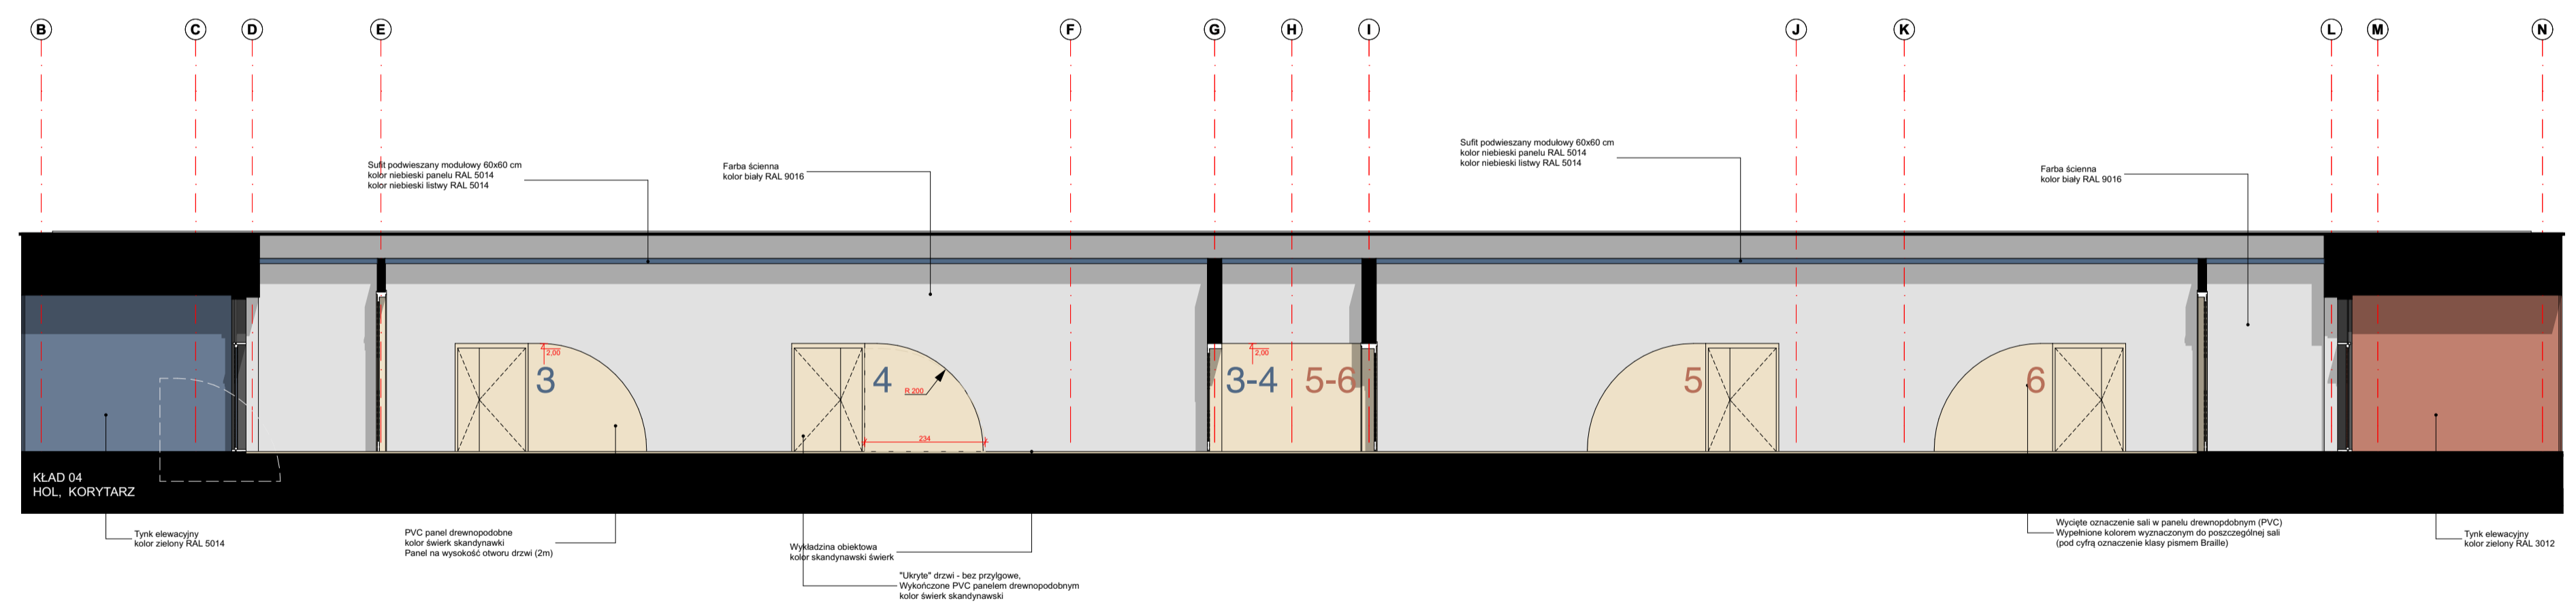 B C D E F G H I J K L M N
Sufit podwieszany modułowy 60x60 cm
kolor niebieski panelu RAL 5014
kolor niebieski listwy RAL 5014
Farba ścienna
kolor biały RAL 9016
Sufit podwieszany modułowy 60x60 cm
kolor niebieski panelu RAL 5014
kolor niebieski listwy RAL 5014
Farba ścienna
kolor biały RAL 9016
2,00
3
4
R 200
234
2,00
3-4 5-6
5
6
KŁAD 04
HOL, KORYTARZ
Tynk elewacyjny
kolor zielony RAL 5014
PVC panel drewnopodobne
kolor świerk skandynawki
Panel na wysokość otworu drzwi (2m)
Wykładzina obiektowa
kolor skandynawski świerk
"Ukryte" drzwi - bez przylgowe,
Wykończone PVC panelem drewnopodobnym
kolor świerk skandynawski
Wycięte oznaczenie sali w panelu drewnopdobnym (PVC)
Wypełnione kolorem wyznaczonym do poszczególnej sali
(pod cyfrą oznaczenie klasy pismem Braille)
Tynk elewacyjny
kolor zielony RAL 3012